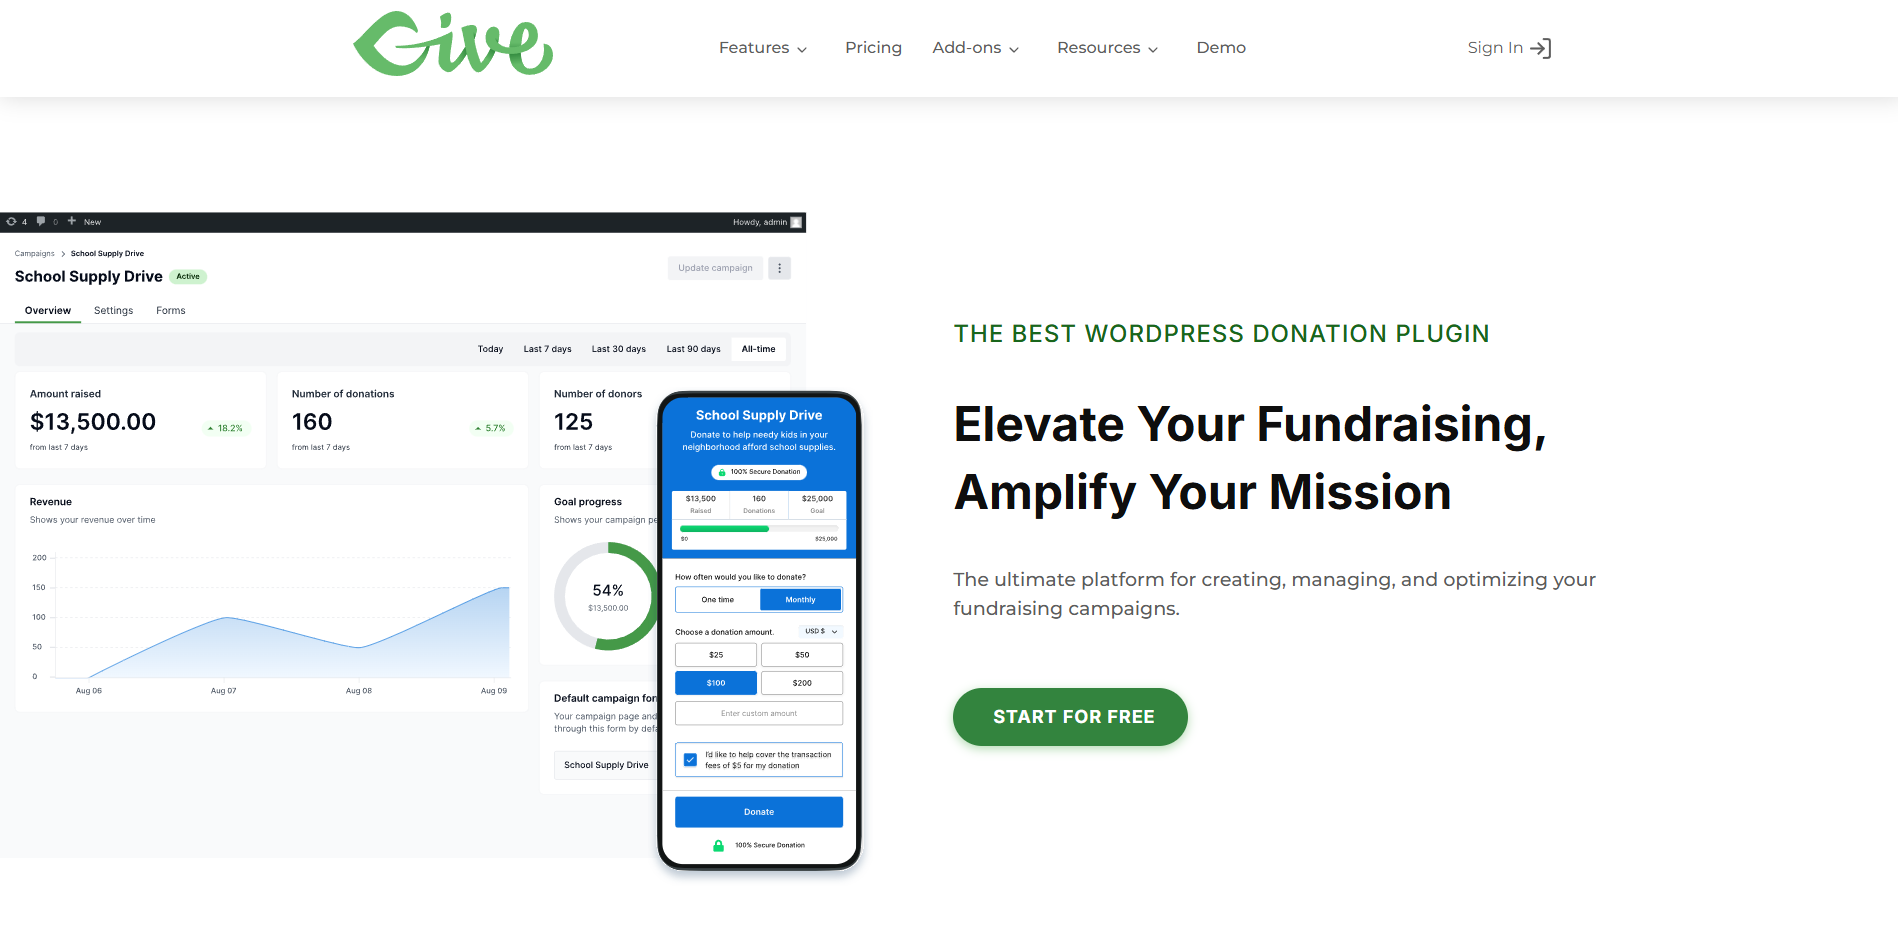 Give
Features
Pricing
Add-ons
Resources
Demo
Sign In
4
0
New
Howdy, admin
Campaigns
School Supply Drive
School Supply Drive
Active
Update campaign
Overview
Settings
Forms
Today
Last 7 days
Last 30 days
Last 90 days
All-time
Amount raised
$13,500.00
18.2%
from last 7 days
Number of donations
160
5.7%
from last 7 days
Number of donors
125
from last 7 days
Revenue
Shows your revenue over time
200
150
100
50
0
Aug 06
Aug 07
Aug 08
Aug 09
Goal progress
Shows your campaign
54%
$13,500.00
Default campaign
Your campaign page and
through this form by
School Supply Drive
School Supply Drive
Donate to help needy kids in your
neighborhood afford school supplies.
100% Secure Donation
$13,500
Raised
160
Donations
$25,000
Goal
$0
$25,000
How often would you like to donate?
One time
Monthly
Choose a donation amount.
USD $
$25
$50
$100
$200
Enter custom amount
I'd like to help cover the transaction
fees of $5 for my donation
Donate
100% Secure Donation
THE BEST WORDPRESS DONATION PLUGIN
Elevate Your Fundraising,
Amplify Your Mission
The ultimate platform for creating, managing, and optimizing your
fundraising campaigns.
START FOR FREE